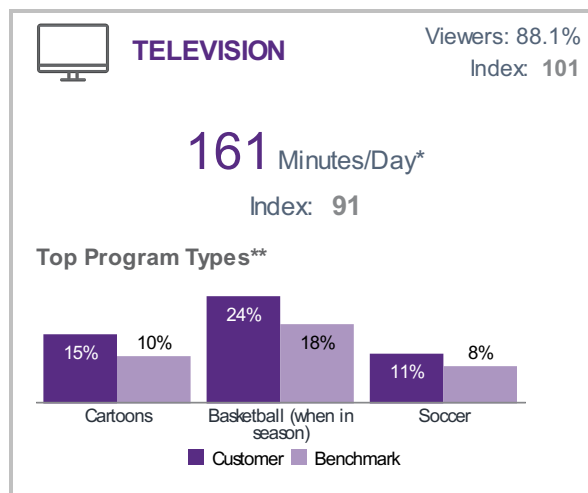 TELEVISION
Viewers: 88.1%
Index: 101
161 Minutes/Day*
Index: 91
Top Program Types**
15%
10%
24%
18%
11%
8%
Cartoons
Basketball (when in
season)
Soccer
Customer
Benchmark